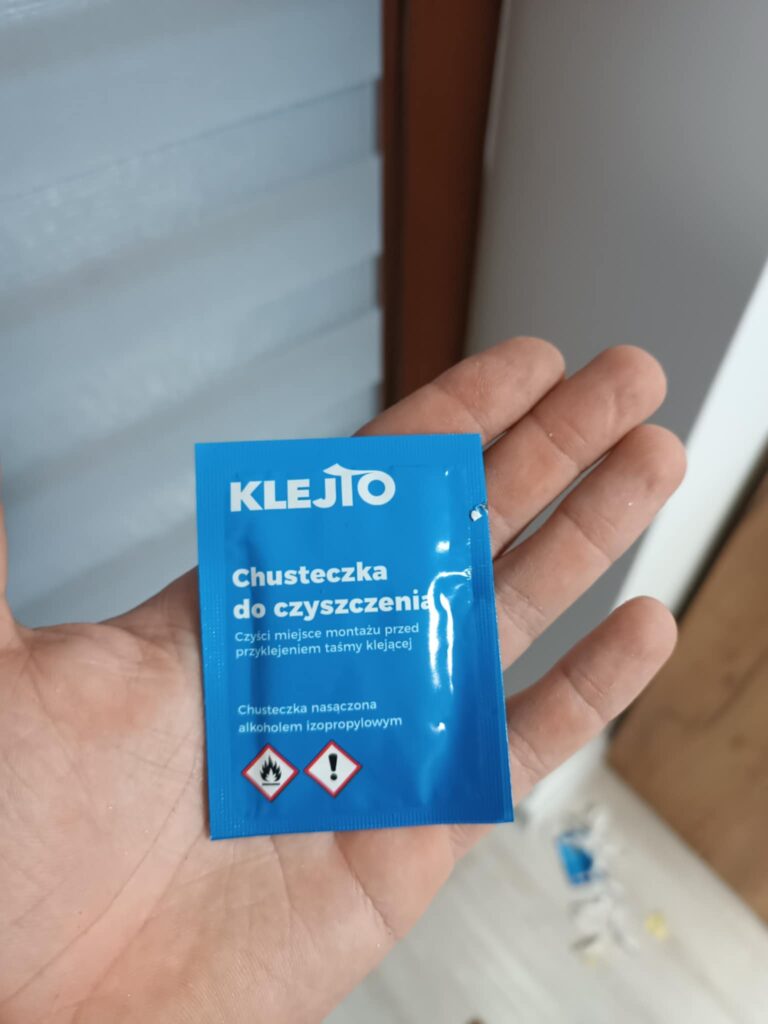 KLEJTO
Chusteczka
do czyszczenia
Czyści miejsce montażu przed
przyklejeniem taśmy klejącej
Chusteczka nasączona
alkoholem izopropylowym